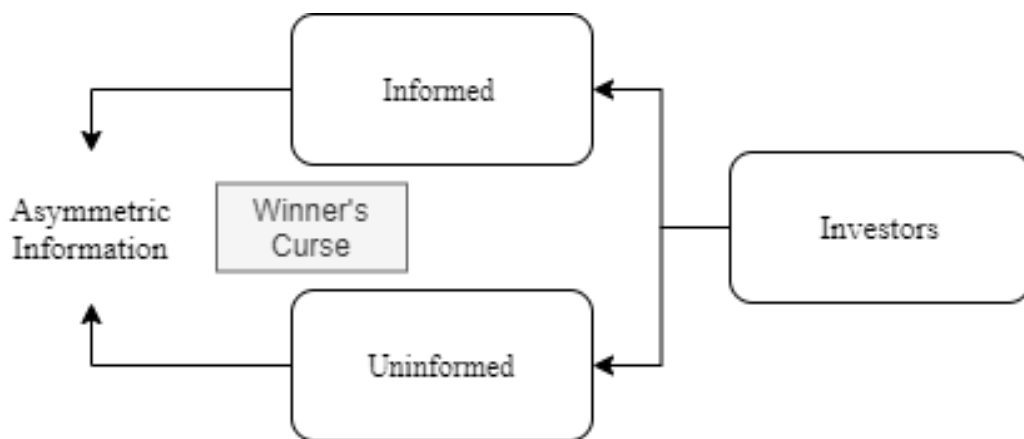 Informed
Asymmetric
Information
Winner's
Curse
Investors
Uninformed